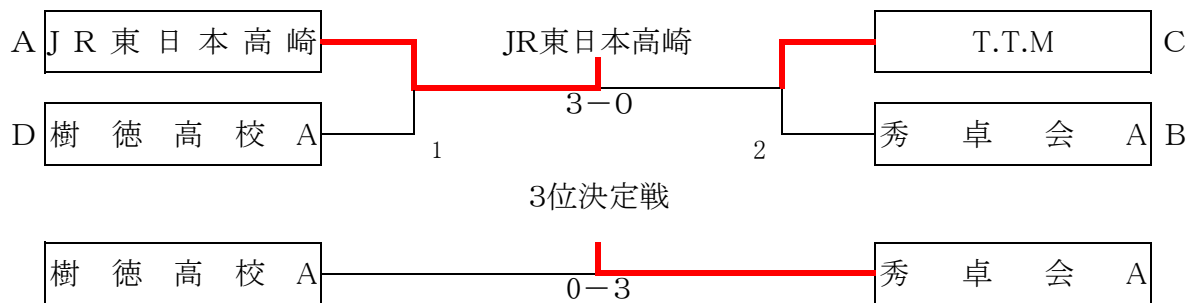 A JR東日本高崎 JR東日本高崎 T.T.M C
3－0
D 樹徳高校A 1 2 秀卓会A B
3位決定戦
樹徳高校A 0－3 秀卓会A